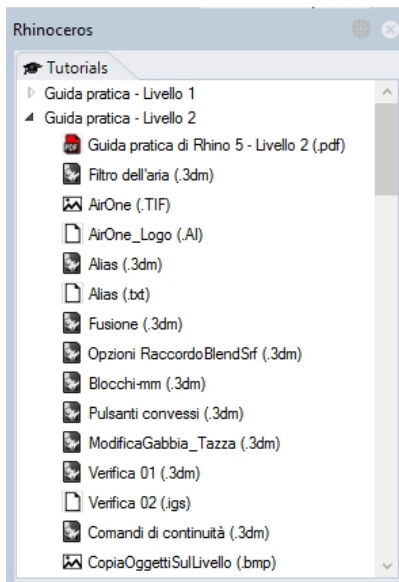 Rhinoceros
Tutorials
Guida pratica - Livello 1
Guida pratica - Livello 2
Guida pratica di Rhino 5 - Livello 2 (.pdf)
Filtro dell'aria (.3dm)
AirOne (.TIF)
AirOne_Logo (.AI)
Alias (.3dm)
Alias (.txt)
Fusione (.3dm)
Opzioni RaccordoBlendSrf (.3dm)
Blocchi-mm (.3dm)
Pulsanti convessi (.3dm)
ModificaGabbia_Tazza (.3dm)
Verifica 01 (.3dm)
Verifica 02 (.igs)
Comandi di continuità (.3dm)
CopiaOggettiSulLivello (.bmp)